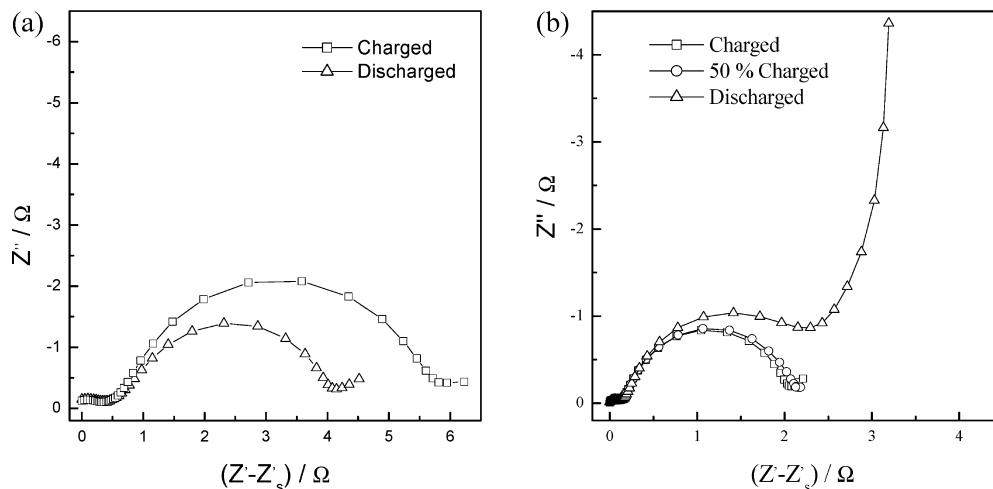 (a)
Charged
Discharged
-6
-5
-4
-3
-2
-1
0
Z'' / Ω
0 1 2 3 4 5 6
(Z'-Z's) / Ω
(b)
Charged
50 % Charged
Discharged
-4
-3
-2
-1
0
Z'' / Ω
0 1 2 3 4
(Z'-Z's) / Ω